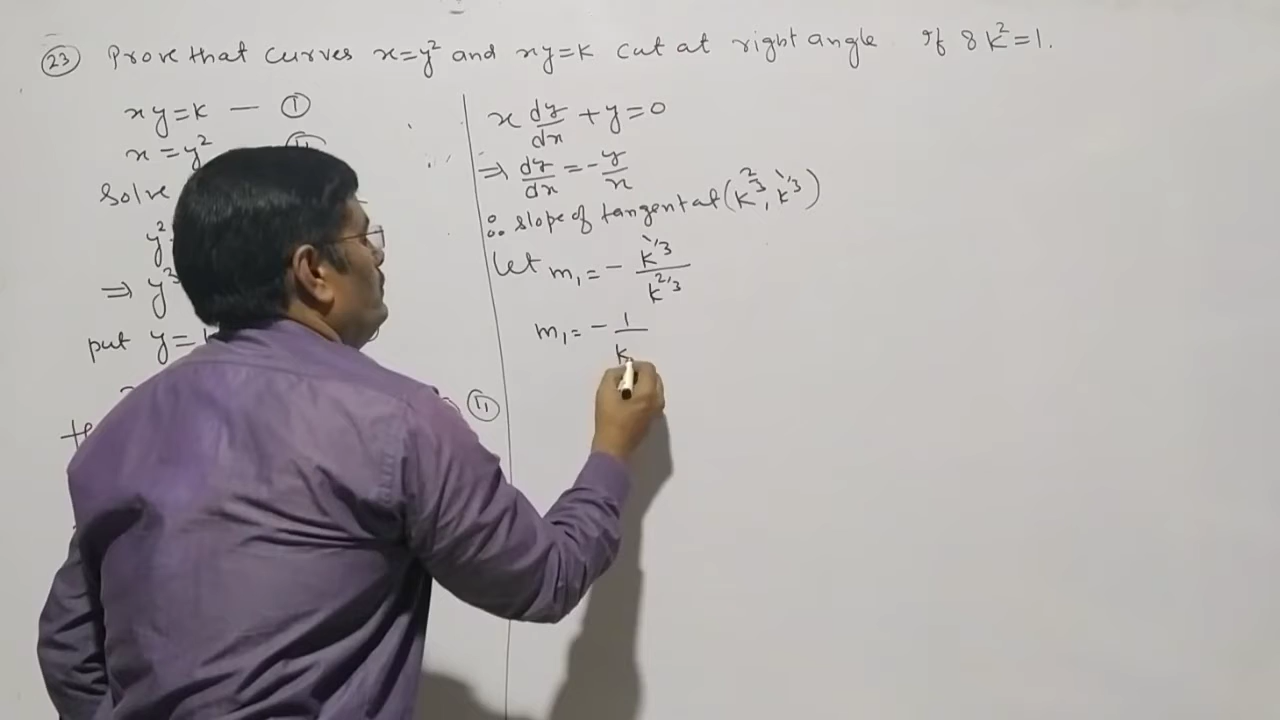 23 Prove that curves x=y² and xy=k cut at right angle if 8k²=1.
xy=k — I
x=y²
Solve
y²
⇒ y³
put y=
II
x dy/dx + y=0
⇒ dy/dx = -y/x
∴ slope of tangent at (k^2/3, k^1/3)
Let m₁= - k^1/3 / k^2/3
m₁= - 1/k